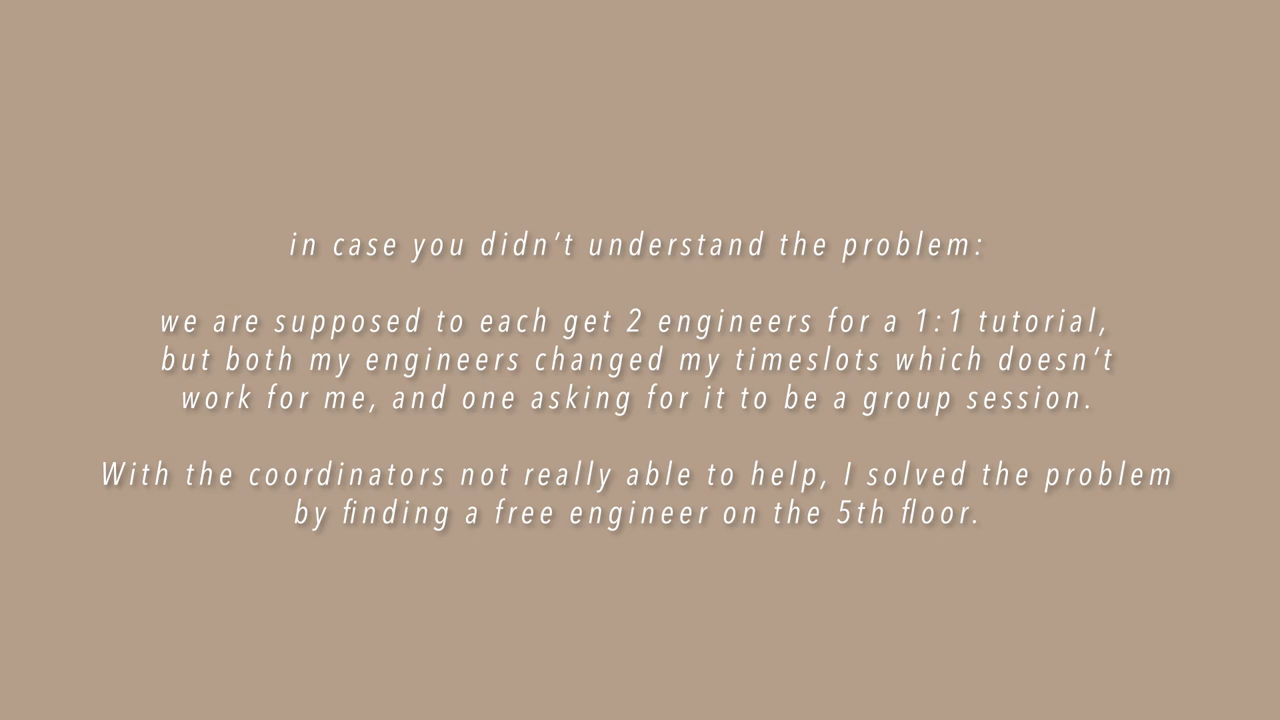 in case you didn’t understand the problem:
we are supposed to each get 2 engineers for a 1:1 tutorial,
but both my engineers changed my timeslots which doesn’t
work for me, and one asking for it to be a group session.
With the coordinators not really able to help, I solved the problem
by finding a free engineer on the 5th floor.